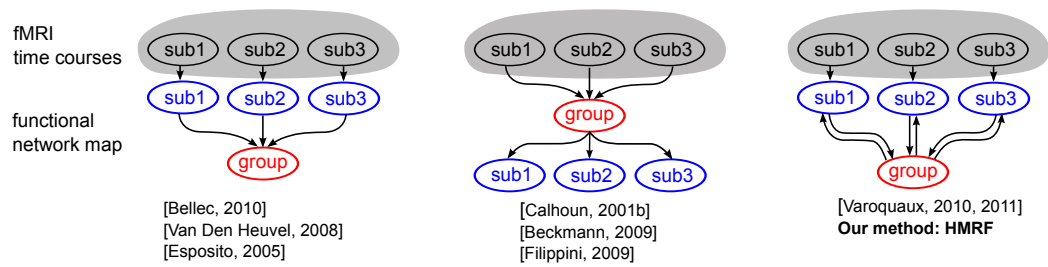 fMRI
time courses
functional
network map
sub1 sub2 sub3
sub1 sub2 sub3
group
[Bellec, 2010]
[Van Den Heuvel, 2008]
[Esposito, 2005]
sub1 sub2 sub3
group
sub1 sub2 sub3
[Calhoun, 2001b]
[Beckmann, 2009]
[Filippini, 2009]
sub1 sub2 sub3
sub1 sub2 sub3
group
[Varoquaux, 2010, 2011]
Our method: HMRF